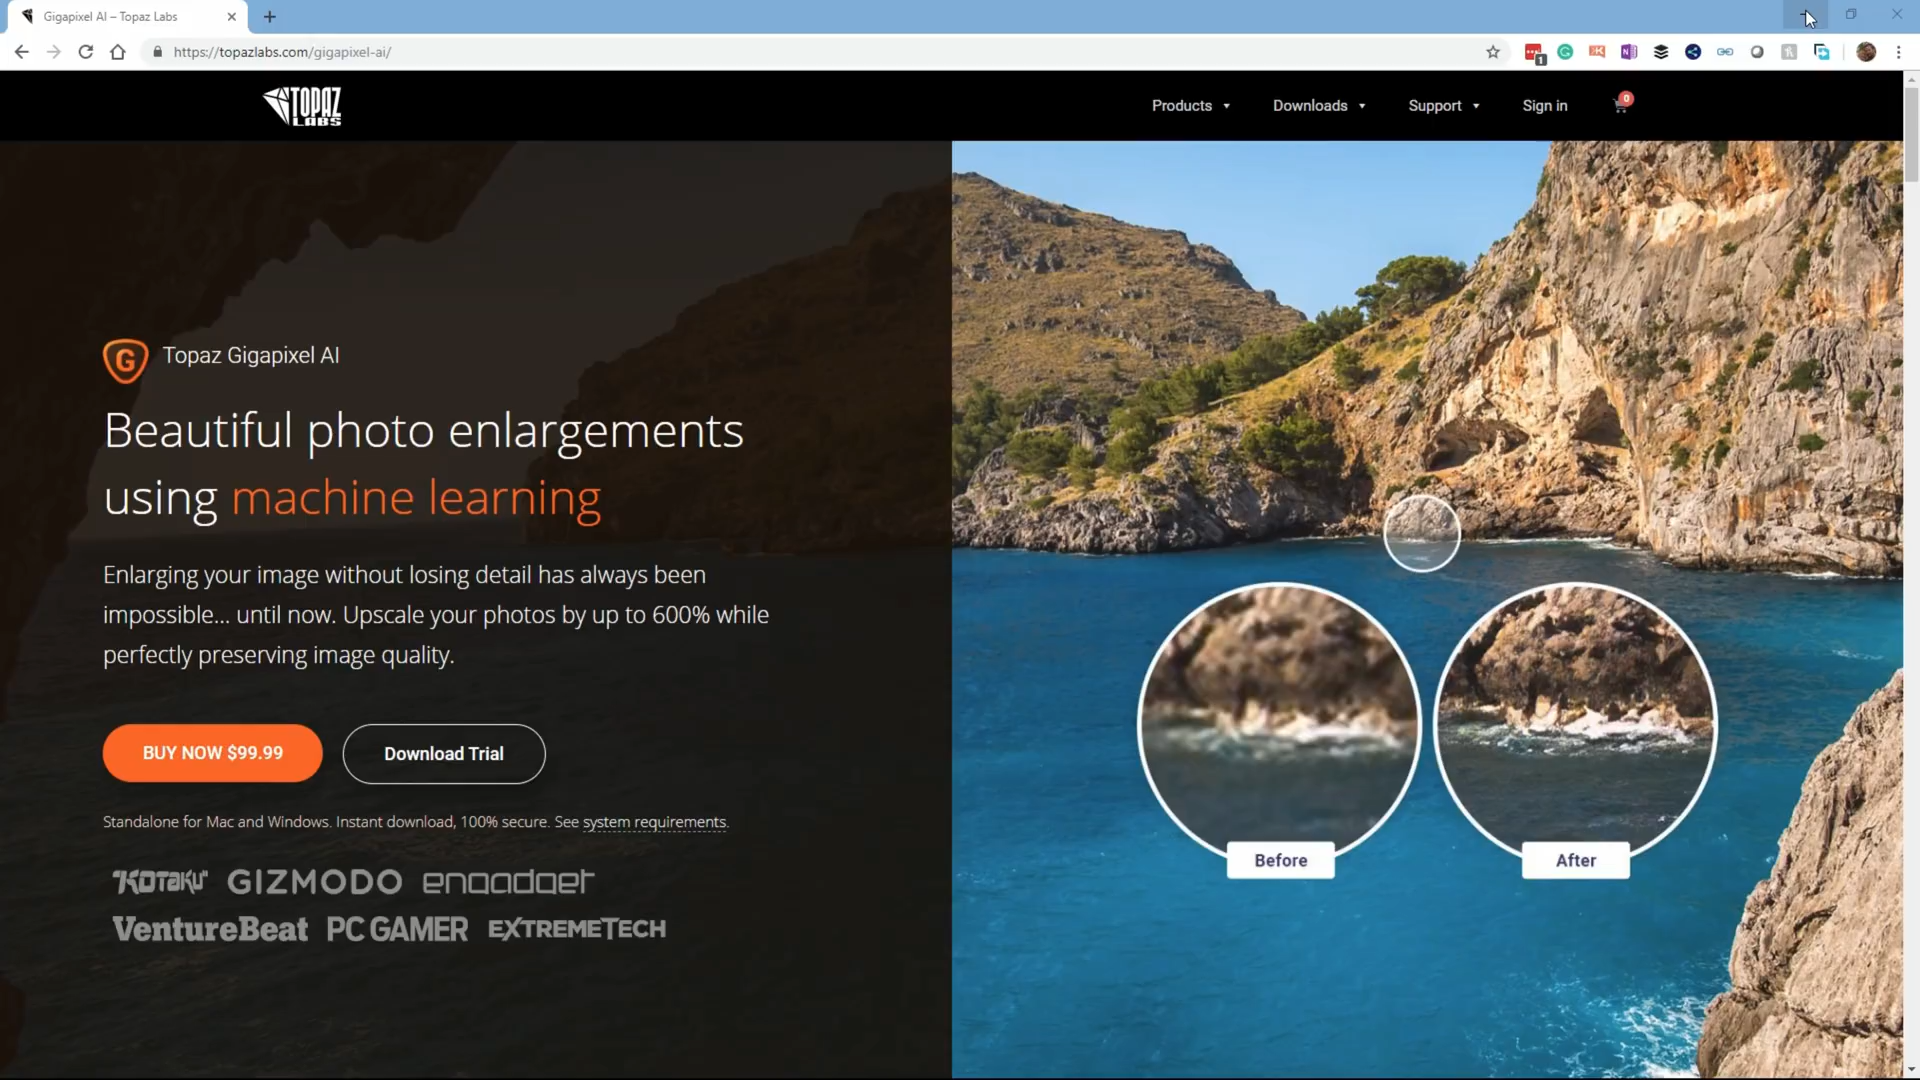 Gigapixel AI – Topaz Labs
https://topazlabs.com/gigapixel-ai/
1
TOPAZ
LABS
Products
Downloads
Support
Sign in
0
G
Topaz Gigapixel AI
Beautiful photo enlargements
using machine learning
Enlarging your image without losing detail has always been
impossible... until now. Upscale your photos by up to 600% while
perfectly preserving image quality.
BUY NOW $99.99
Download Trial
Standalone for Mac and Windows. Instant download, 100% secure. See system requirements.
KOTAKU GIZMODO engadget
VentureBeat PC GAMER EXTREMETECH
Before
After